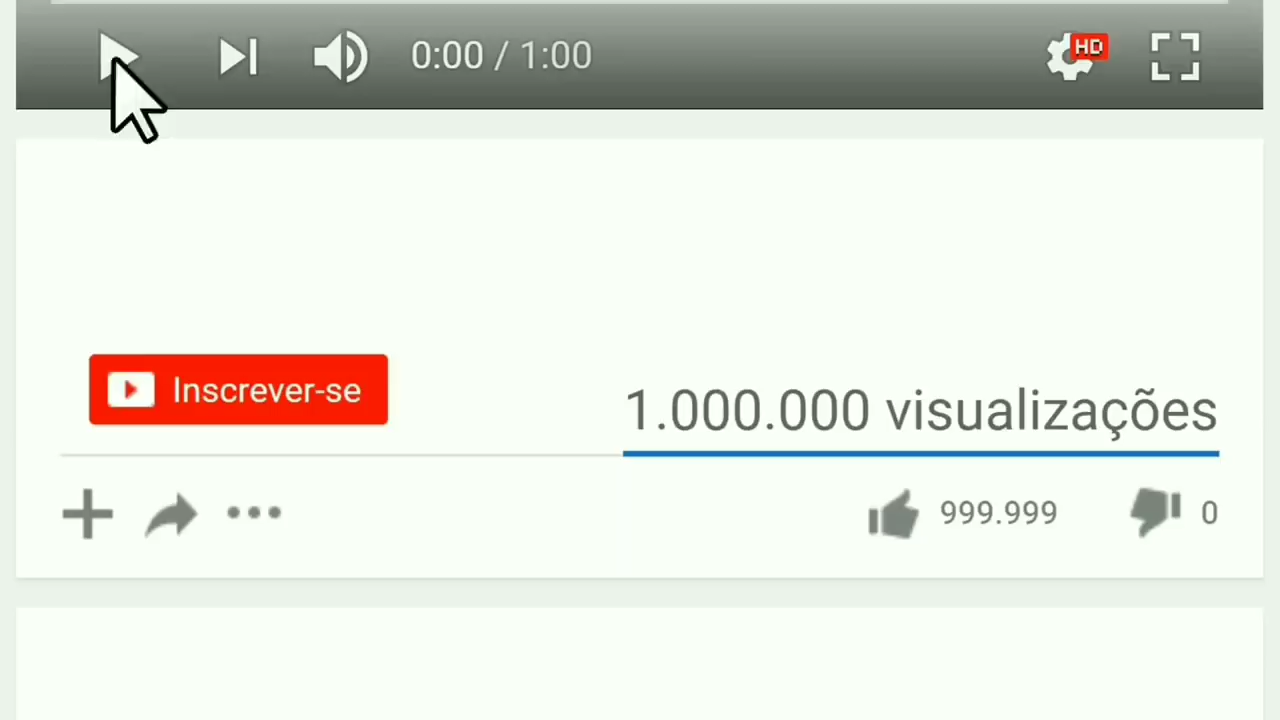 0:00 / 1:00
HD
Inscrever-se
1.000.000 visualizações
999.999
0